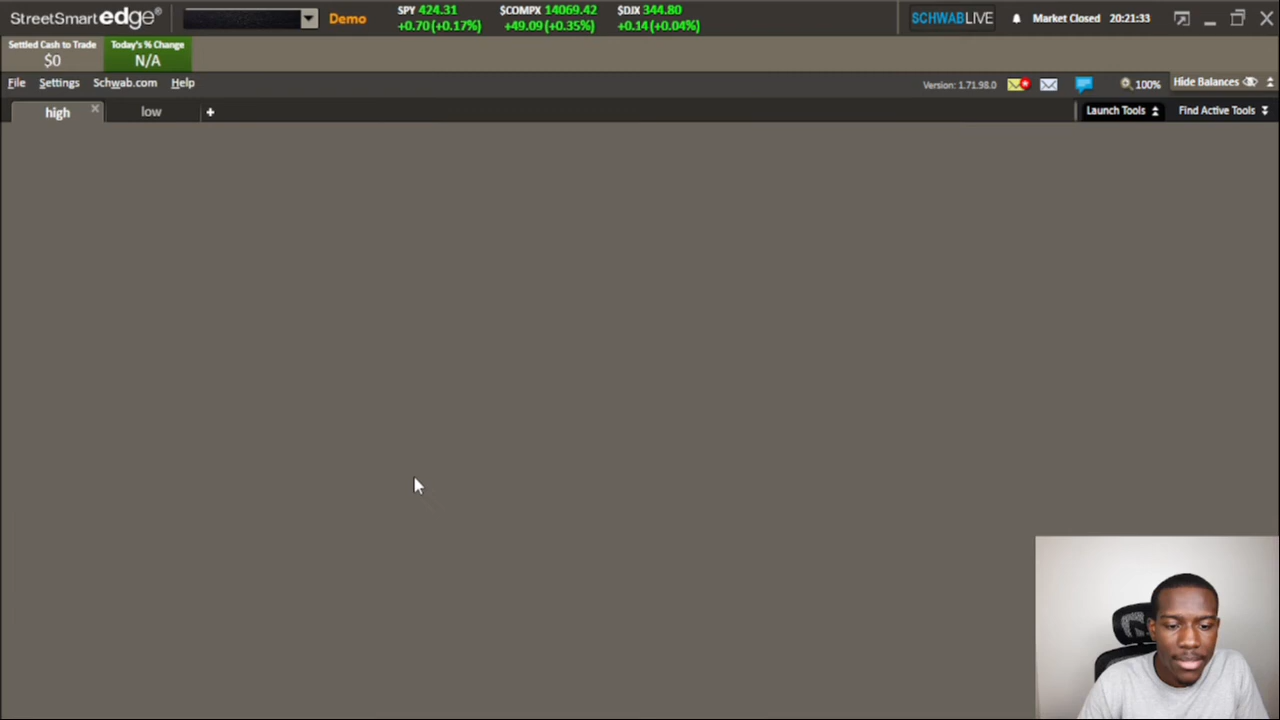 StreetSmart edge® Demo SPY 424.31 $COMPX 14069.42 $DJX 344.80 SCHWABLIVE Market Closed 20:21:33
+0.70 (+0.17%) +49.09 (+0.35%) +0.14 (+0.04%)
Settled Cash to Trade Today's % Change
$0 N/A
File Settings Schwab.com Help Version: 1.71.98.0 100% Hide Balances
high low + Launch Tools Find Active Tools